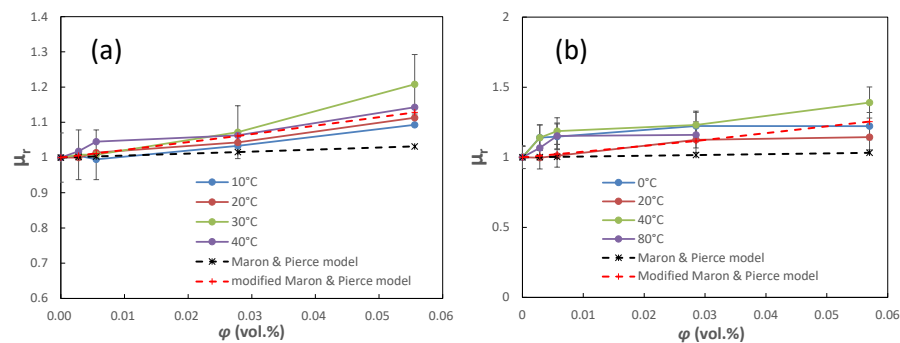 (a)
1.4
1.3
1.2
1.1
1
0.9
0.8
0.7
0.6
μr
0.00
0.01
0.02
0.03
0.04
0.05
0.06
φ (vol.%)
10°C
20°C
30°C
40°C
Maron & Pierce model
modified Maron & Pierce model
(b)
2
1.5
1
0.5
0
μr
0
0.01
0.02
0.03
0.04
0.05
0.06
φ (vol.%)
0°C
20°C
40°C
80°C
Maron & Pierce model
Modified Maron & Pierce model